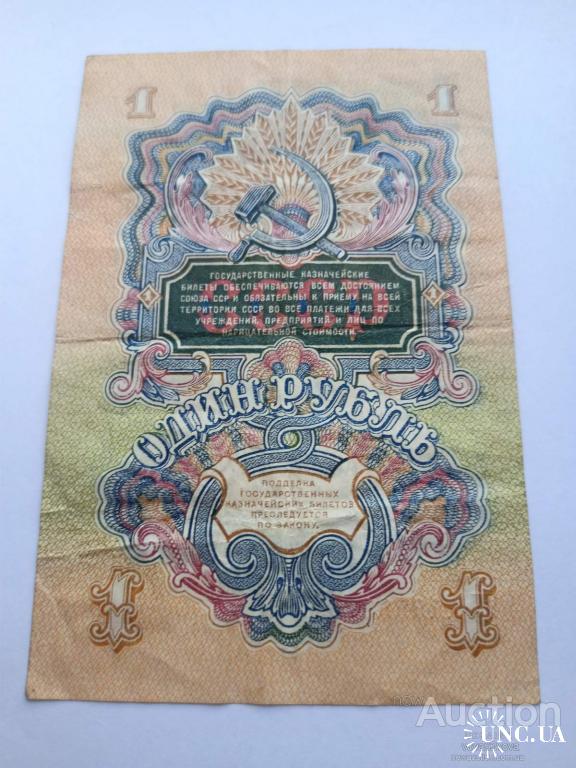 1 1
ГОСУДАРСТВЕННЫЕ КАЗНАЧЕЙСКИЕ
БИЛЕТЫ ОБЕСПЕЧИВАЮТСЯ ВСЕМ ДОСТОЯНИЕМ
СОЮЗА ССР И ОБЯЗАТЕЛЬНЫ К ПРИЕМУ НА ВСЕЙ
1 ТЕРРИТОРИИ СССР ВО ВСЕ ПЛАТЕЖИ ДЛЯ ВСЕХ 1
УЧРЕЖДЕНИЙ, ПРЕДПРИЯТИЙ И ЛИЦ ПО
НАРИЦАТЕЛЬНОЙ СТОИМОСТИ.
ОДИН РУБЛЬ
ПОДДЕЛКА
ГОСУДАРСТВЕННЫХ
КАЗНАЧЕЙСКИХ БИЛЕТОВ
ПРЕСЛЕДУЕТСЯ
ПО ЗАКОНУ.
1 1
Auction
UNC.UA